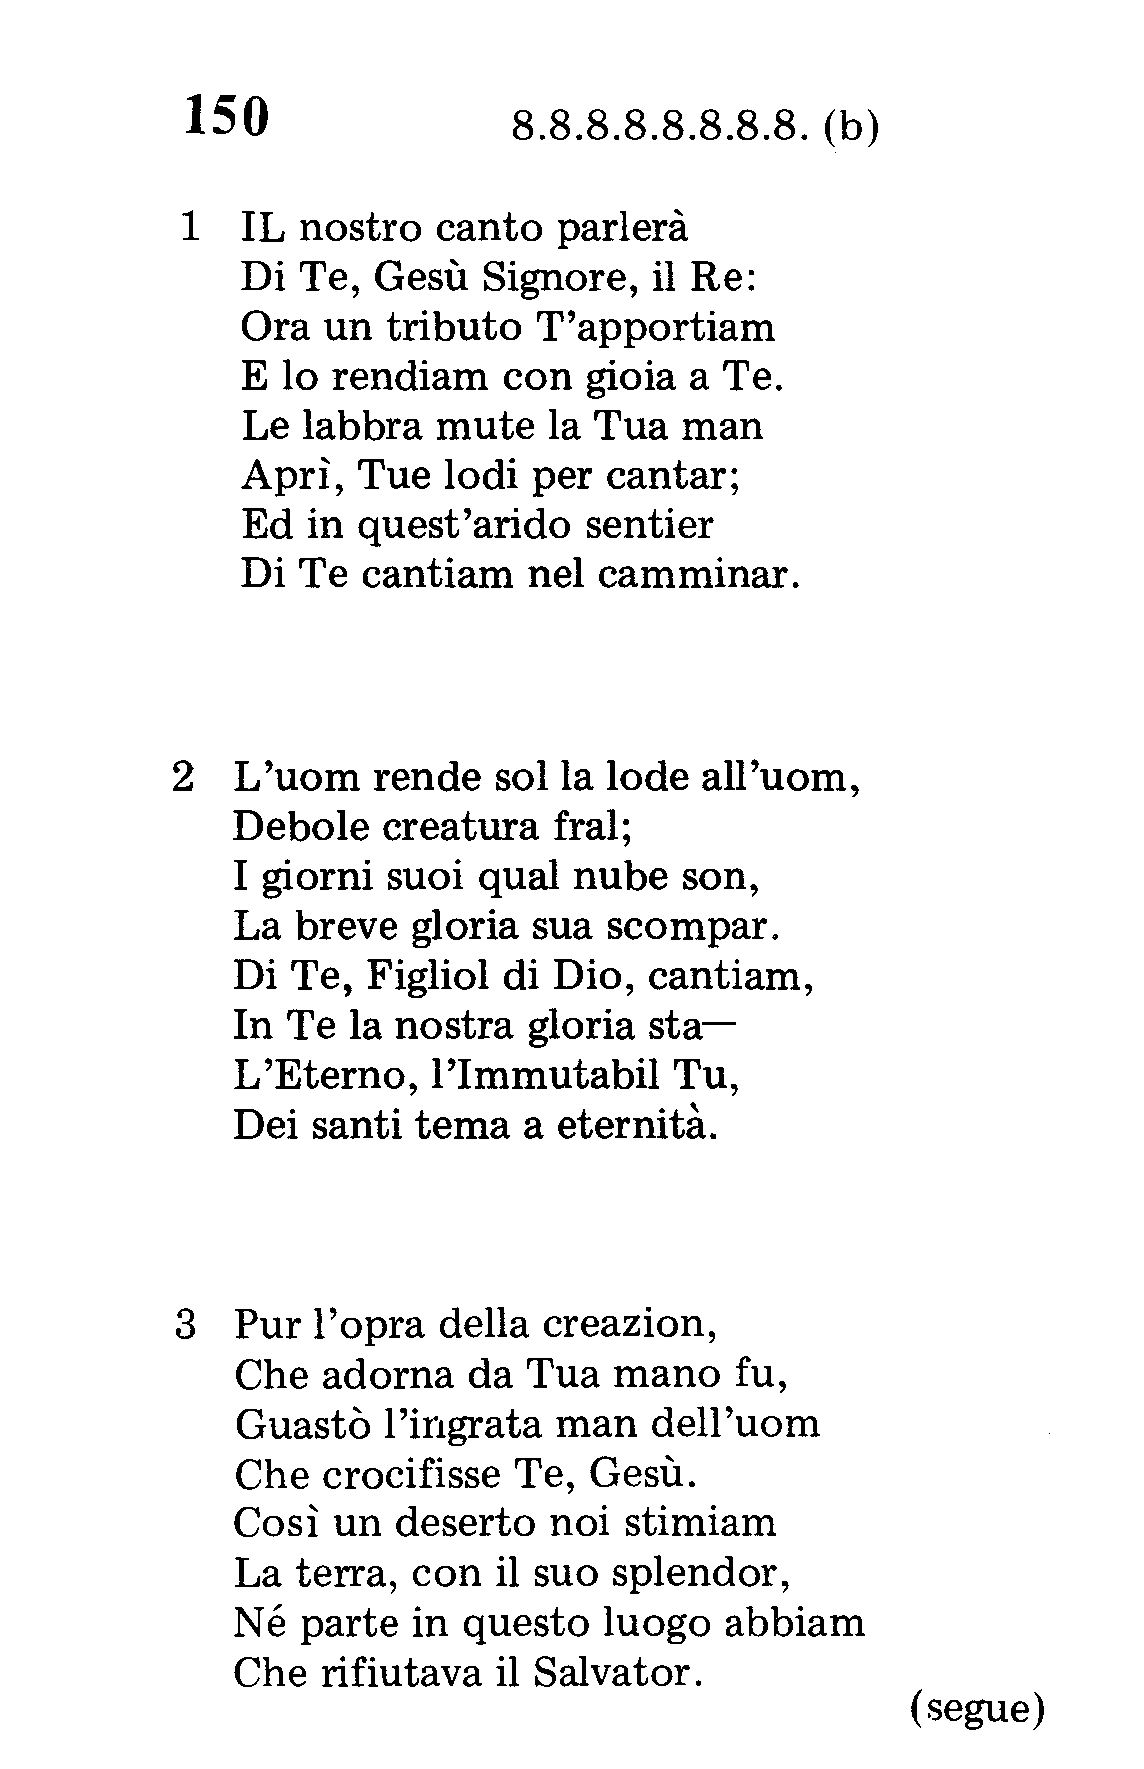 150 8.8.8.8.8.8.8.8. (b)
1 IL nostro canto parlerà
Di Te, Gesù Signore, il Re:
Ora un tributo T’apportiam
E lo rendiam con gioia a Te.
Le labbra mute la Tua man
Aprì, Tue lodi per cantar;
Ed in quest’arido sentier
Di Te cantiam nel camminar.
2 L’uom rende sol la lode all’uom,
Debole creatura fral;
I giorni suoi qual nube son,
La breve gloria sua scompar.
Di Te, Figliol di Dio, cantiam,
In Te la nostra gloria sta—
L’Eterno, l’Immutabil Tu,
Dei santi tema a eternità.
3 Pur l’opra della creazion,
Che adorna da Tua mano fu,
Guastò l’ingrata man dell’uom
Che crocifisse Te, Gesù.
Così un deserto noi stimiam
La terra, con il suo splendor,
Né parte in questo luogo abbiam
Che rifiutava il Salvator.
(segue)